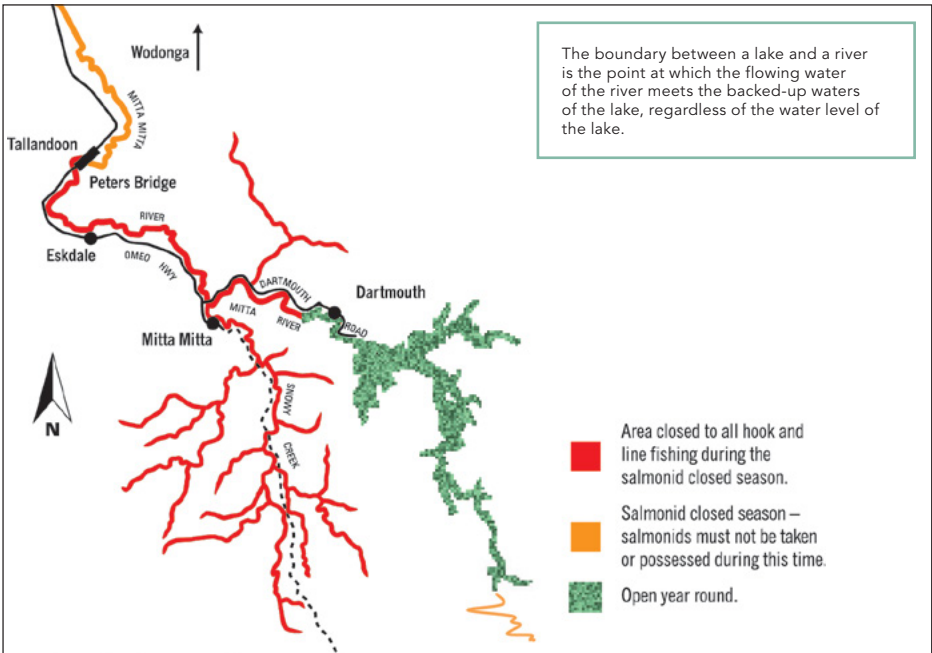 Wodonga
The boundary between a lake and a river
is the point at which the flowing water
of the river meets the backed-up waters
of the lake, regardless of the water level of
the lake.
MITTA MITTA
Tallandoon
Peters Bridge
RIVER
Eskdale
OMEO HWY
DARTMOUTH
Dartmouth
MITTA
RIVER
ROAD
Mitta Mitta
N
SNOWY
CREEK
Area closed to all hook and
line fishing during the
salmonid closed season.
Salmonid closed season –
salmonids must not be taken
or possessed during this time.
Open year round.